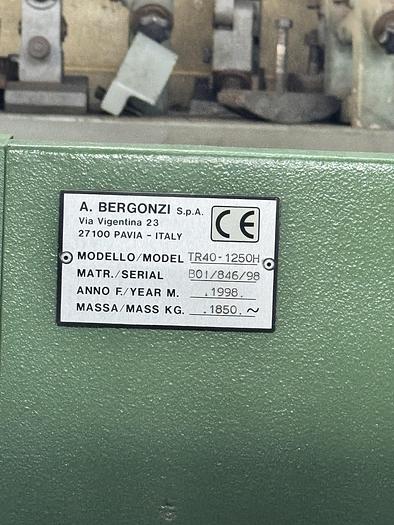 A. BERGONZI S.p.A.
Via Vigentina 23
27100 PAVIA - ITALY
CE
MODELLO/MODEL TR40-1250H
MATR./SERIAL B01/846/98
ANNO F./YEAR M. .1998.
MASSA/MASS KG. .1850. ~